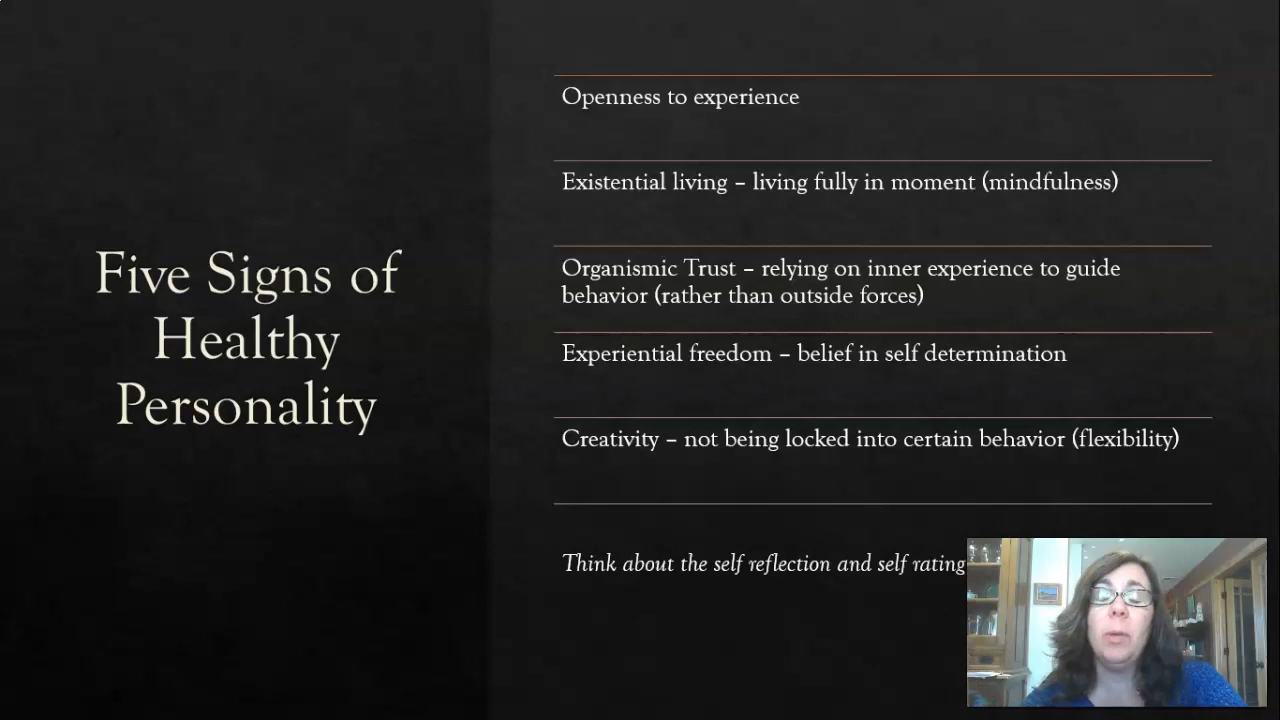 Five Signs of
Healthy
Personality
Openness to experience
Existential living – living fully in moment (mindfulness)
Organismic Trust – relying on inner experience to guide
behavior (rather than outside forces)
Experiential freedom – belief in self determination
Creativity – not being locked into certain behavior (flexibility)
Think about the self reflection and self rating